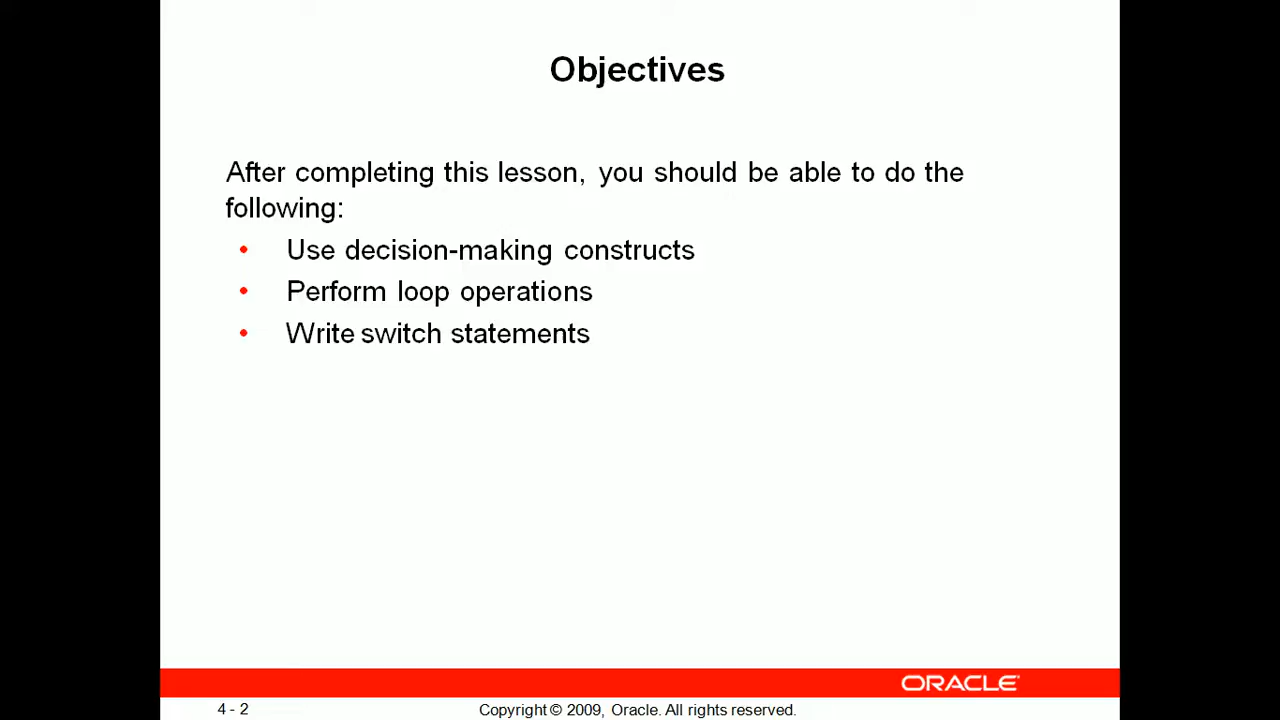 Objectives
After completing this lesson, you should be able to do the
following:
• Use decision-making constructs
• Perform loop operations
• Write switch statements
ORACLE
4 - 2
Copyright © 2009, Oracle. All rights reserved.